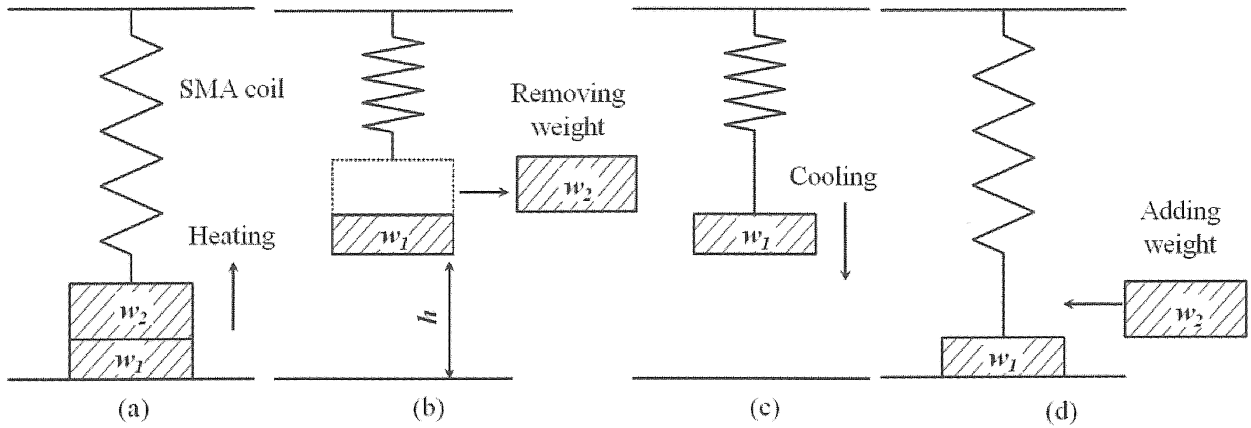 SMA coil
Heating
w2
w1
(a)
Removing
weight
w2
w1
h
(b)
w1
Cooling
(c)
Adding
weight
w2
w1
(d)